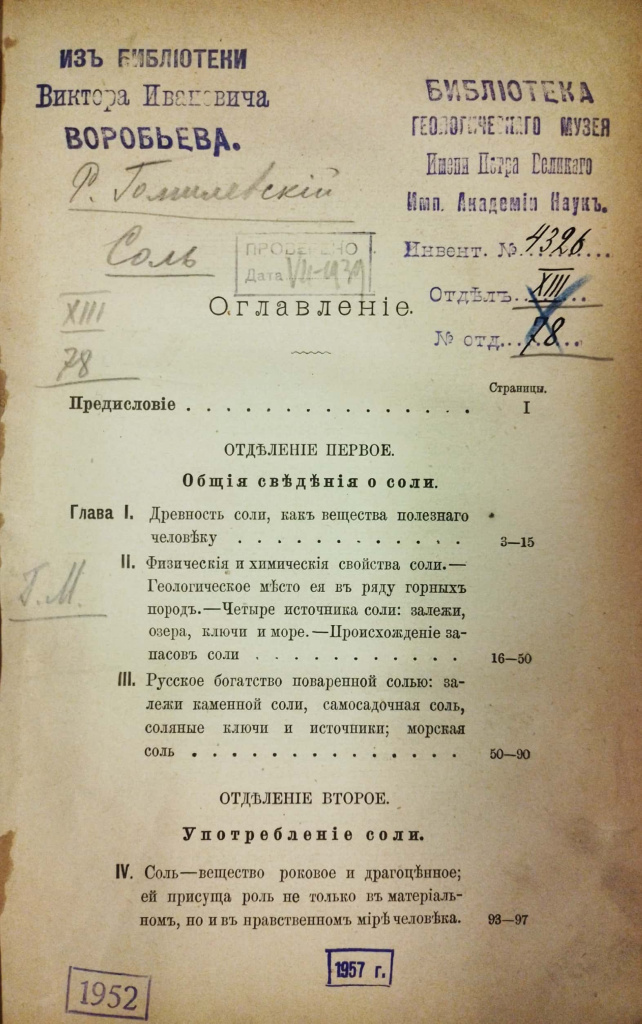 ИЗЪ БИБЛІОТЕКИ
Виктора Ивановича
ВОРОБЬЕВА.
БИБЛІОТЕКА
ГЕОЛОГИЧЕСКАГО МУЗЕЯ
Имени Петра Великаго
Имп. Академіи Наукъ.
Инвент. №.4326...
Отдѣлъ..XIII...
№ отд....78...
Р. Гомилевскій
Соль
ПРОВЕРЕНО
Дата VII-1939
XIII
78
Оглавленіе.
Страницы.
Предисловіе . . . . . . . . . . . . . . . I
ОТДѢЛЕНІЕ ПЕРВОЕ.
Общія свѣдѣнія о соли.
Глава I. Древность соли, какъ вещества полезнаго
человѣку . . . . . . . . . . . . 3—15
II. Физическія и химическія свойства соли.—
Геологическое мѣсто ея въ ряду горныхъ
породъ.—Четыре источника соли: залежи,
озера, ключи и море.—Происхожденіе за-
пасовъ соли . . . . . . . . . . . 16—50
Г. М.
III. Русское богатство поваренной солью: за-
лежи каменной соли, самосадочная соль,
соляные ключи и источники; морская
соль . . . . . . . . . . . . . . 50—90
ОТДѢЛЕНІЕ ВТОРОЕ.
Употребленіе соли.
IV. Соль—вещество роковое и драгоцѣнное;
ей присуща роль не только въ матеріаль-
номъ, но и въ нравственномъ мірѣ человѣка. 93—97
1957 г.
1952